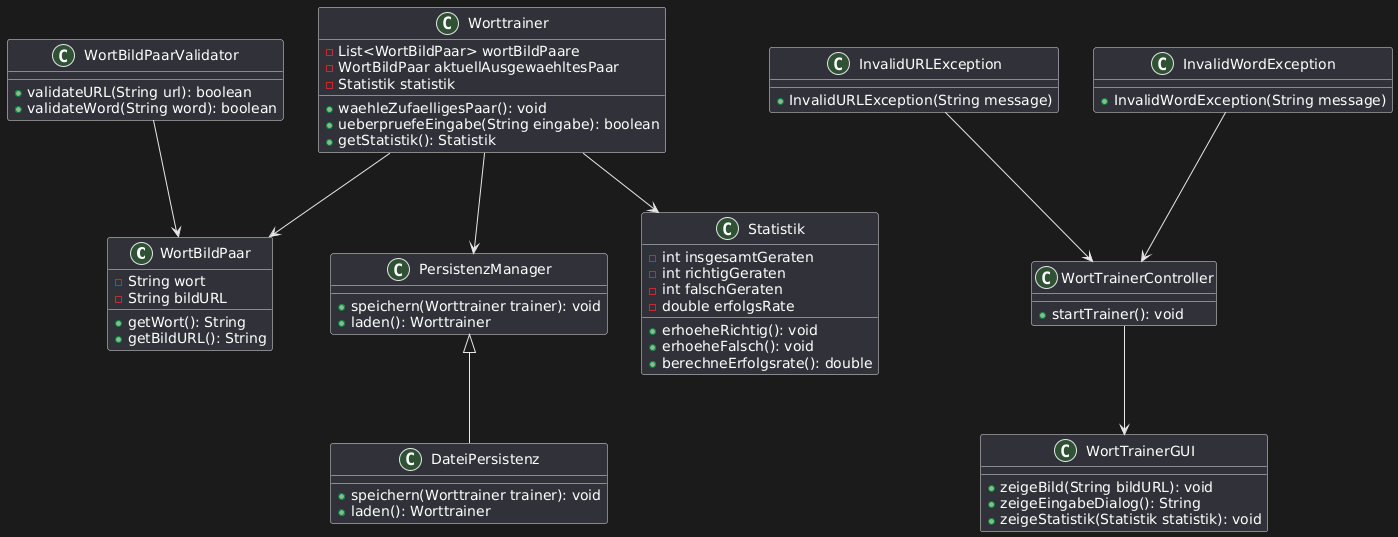 C WortBildPaarValidator
validateURL(String url): boolean
validateWord(String word): boolean
C Worttrainer
List<WortBildPaar> wortBildPaare
WortBildPaar aktuellAusgewaehltesPaar
Statistik statistik
waehleZufaelligesPaar(): void
ueberpruefeEingabe(String eingabe): boolean
getStatistik(): Statistik
C InvalidURLException
InvalidURLException(String message)
C InvalidWordException
InvalidWordException(String message)
C WortBildPaar
String wort
String bildURL
getWort(): String
getBildURL(): String
C PersistenzManager
speichern(Worttrainer trainer): void
laden(): Worttrainer
C Statistik
int insgesamtGeraten
int richtigGeraten
int falschGeraten
double erfolgsRate
erhoeheRichtig(): void
erhoeheFalsch(): void
berechneErfolgsrate(): double
C WortTrainerController
startTrainer(): void
C DateiPersistenz
speichern(Worttrainer trainer): void
laden(): Worttrainer
C WortTrainerGUI
zeigeBild(String bildURL): void
zeigeEingabeDialog(): String
zeigeStatistik(Statistik statistik): void